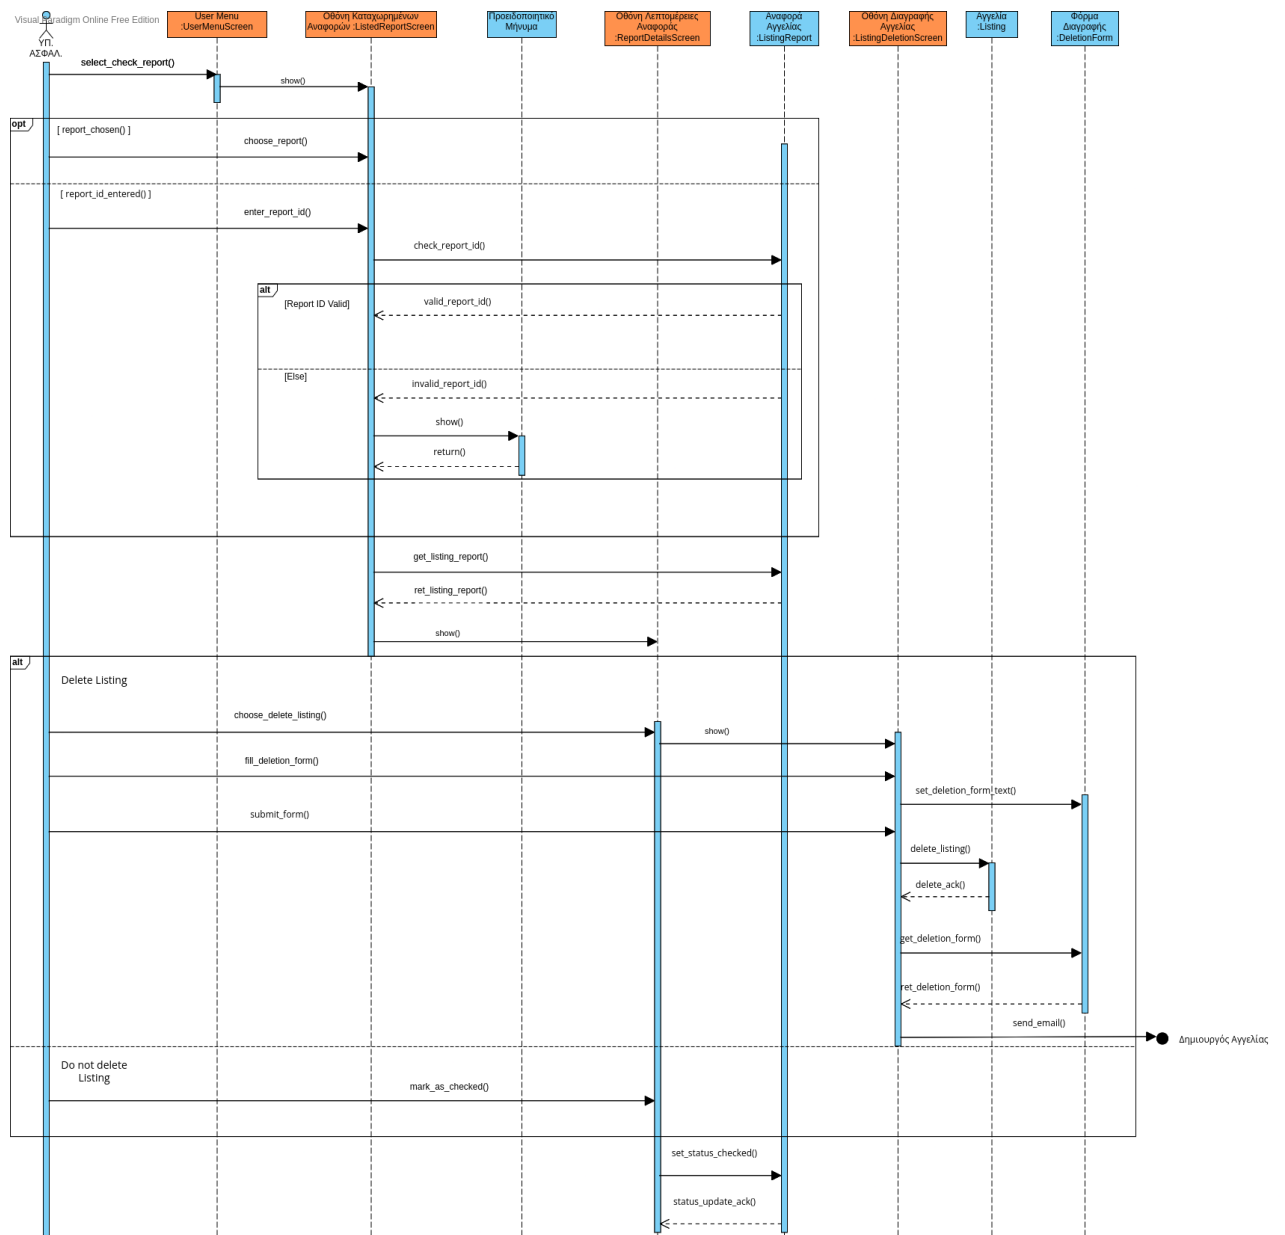 Visual Paradigm Online Free Edition
ΥΠ.
ΑΣΦΑΛ.
User Menu
:UserMenuScreen
Οθόνη Καταχωρημένων
Αναφορών :ListedReportScreen
Προειδοποιητικό
Μήνυμα
Οθόνη Λεπτομέρειες
Αναφοράς
:ReportDetailsScreen
Αναφορά
Αγγελίας
:ListingReport
Οθόνη Διαγραφής
Αγγελίας
:ListingDeletionScreen
Αγγελία
:Listing
Φόρμα
Διαγραφής
:DeletionForm
select_check_report()
show()
opt
[ report_chosen() ]
choose_report()
[ report_id_entered() ]
enter_report_id()
check_report_id()
alt
[Report ID Valid]
valid_report_id()
[Else]
invalid_report_id()
show()
return()
get_listing_report()
ret_listing_report()
show()
alt
Delete Listing
choose_delete_listing()
show()
fill_deletion_form()
set_deletion_form_text()
submit_form()
delete_listing()
delete_ack()
get_deletion_form()
ret_deletion_form()
send_email()
Δημιουργός Αγγελίας
Do not delete
Listing
mark_as_checked()
set_status_checked()
status_update_ack()